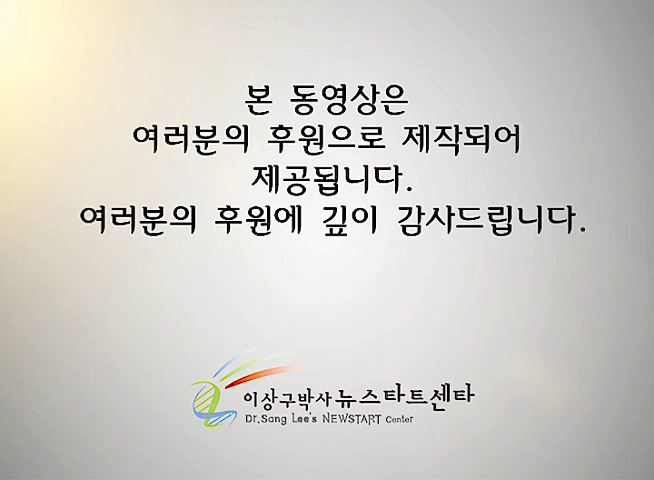 본 동영상은
여러분의 후원으로 제작되어
제공됩니다.
여러분의 후원에 깊이 감사드립니다.
이상구박사 뉴스타트센타
Dr.Sang Lee's NEWSTART Center